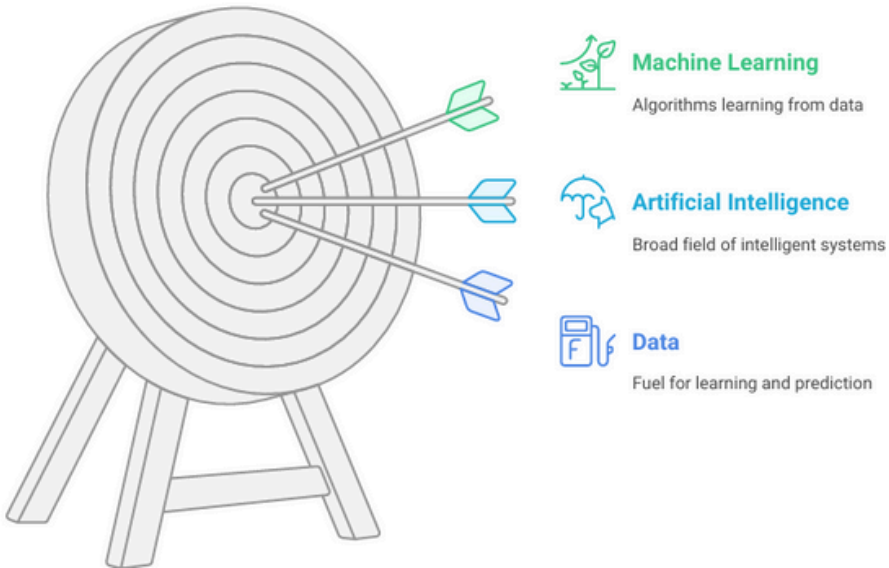 Machine Learning
Algorithms learning from data
Artificial Intelligence
Broad field of intelligent systems
F
Data
Fuel for learning and prediction